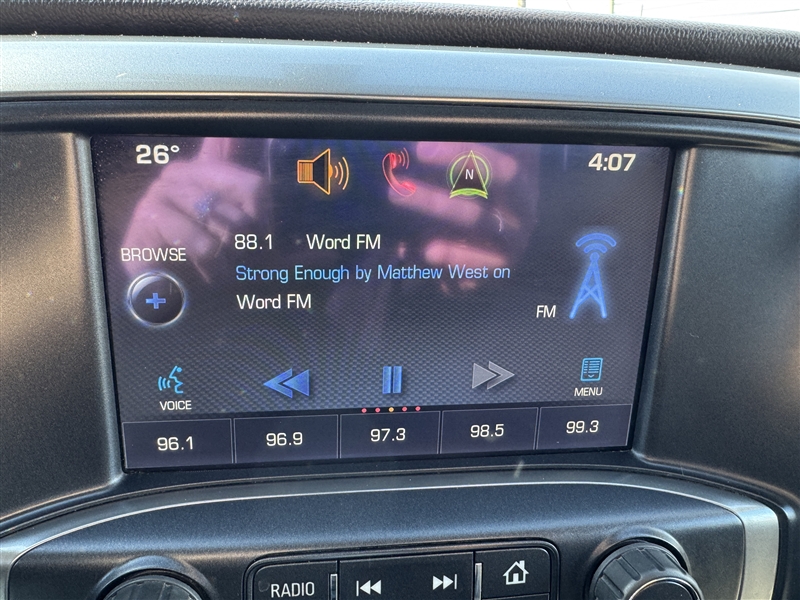 26° 4:07
N
88.1 Word FM
BROWSE
Strong Enough by Matthew West on
Word FM
FM
VOICE
MENU
96.1 96.9 97.3 98.5 99.3
RADIO